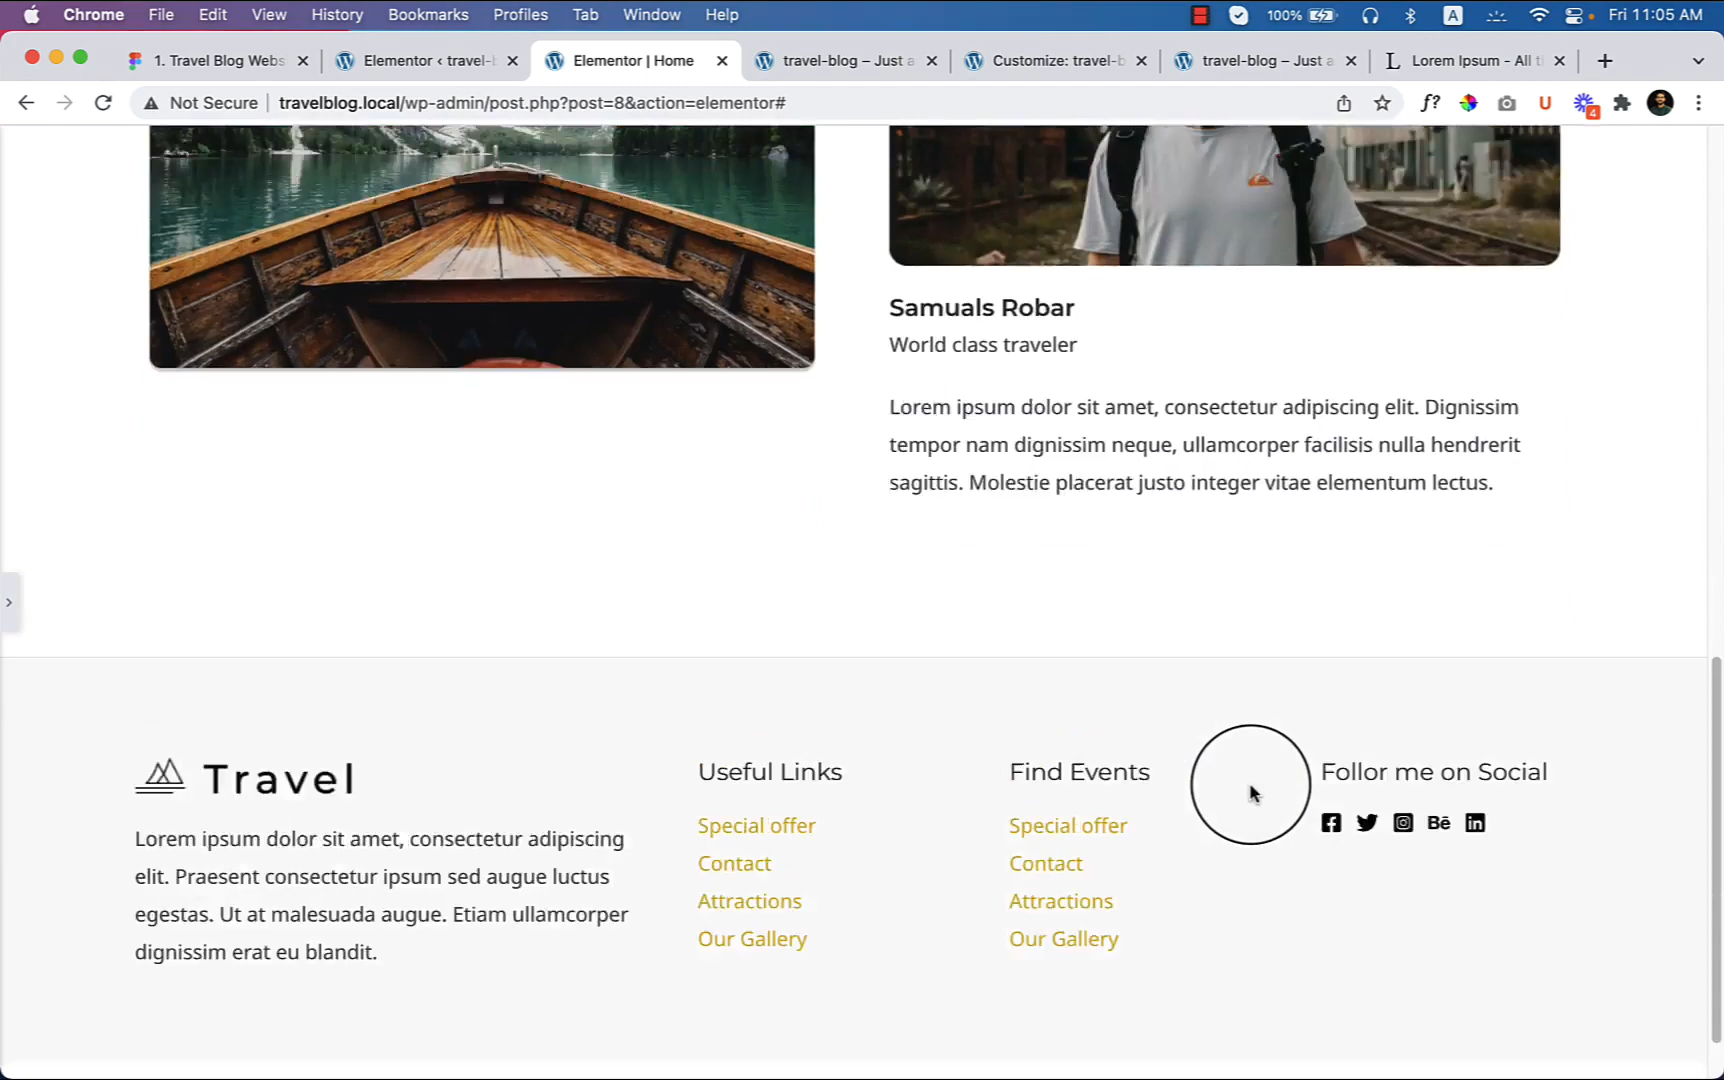 Chrome File Edit View History Bookmarks Profiles Tab Window Help 100% A Fri 11:05 AM
1. Travel Blog Webs Elementor ‹ travel-b Elementor | Home travel-blog – Just a Customize: travel-b travel-blog – Just a L Lorem Ipsum - All t
Not Secure travelblog.local/wp-admin/post.php?post=8&action=elementor# f? U 4
Samuals Robar
World class traveler
Lorem ipsum dolor sit amet, consectetur adipiscing elit. Dignissim
tempor nam dignissim neque, ullamcorper facilisis nulla hendrerit
sagittis. Molestie placerat justo integer vitae elementum lectus.
Travel
Lorem ipsum dolor sit amet, consectetur adipiscing
elit. Praesent consectetur ipsum sed augue luctus
egestas. Ut at malesuada augue. Etiam ullamcorper
dignissim erat eu blandit.
Useful Links
Special offer
Contact
Attractions
Our Gallery
Find Events
Special offer
Contact
Attractions
Our Gallery
Follor me on Social
Bē in